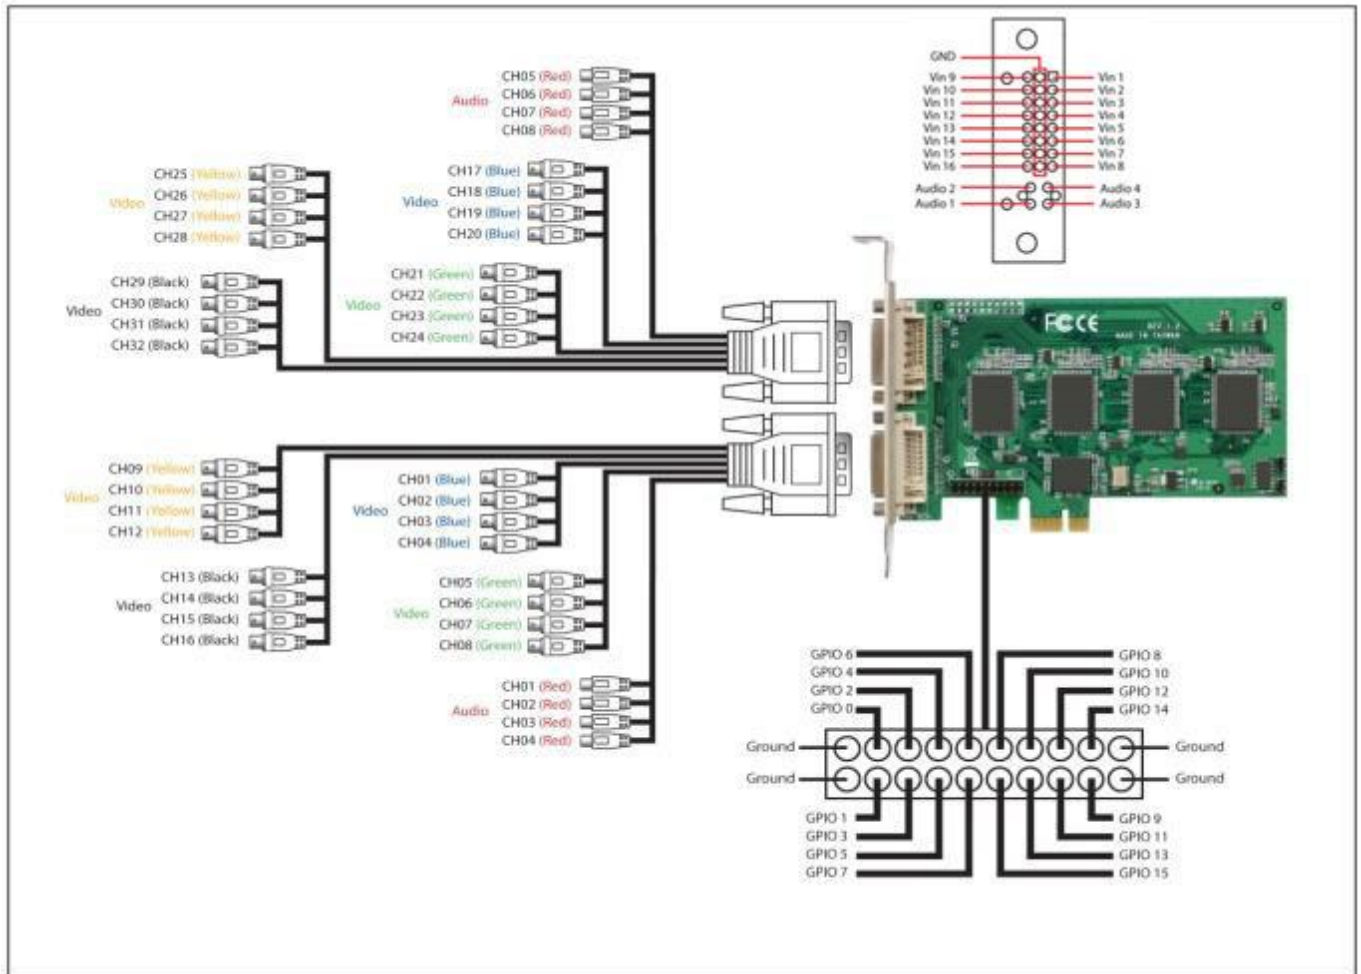 CH05 (Red)
CH06 (Red)
CH07 (Red)
CH08 (Red)
Audio
CH25 (Yellow)
CH26 (Yellow)
CH27 (Yellow)
CH28 (Yellow)
Video
CH17 (Blue)
CH18 (Blue)
CH19 (Blue)
CH20 (Blue)
Video
CH29 (Black)
CH30 (Black)
CH31 (Black)
CH32 (Black)
Video
CH21 (Green)
CH22 (Green)
CH23 (Green)
CH24 (Green)
Video
CH09 (Yellow)
CH10 (Yellow)
CH11 (Yellow)
CH12 (Yellow)
Video
CH01 (Blue)
CH02 (Blue)
CH03 (Blue)
CH04 (Blue)
Video
CH13 (Black)
CH14 (Black)
CH15 (Black)
CH16 (Black)
Video
CH05 (Green)
CH06 (Green)
CH07 (Green)
CH08 (Green)
Video
CH01 (Red)
CH02 (Red)
CH03 (Red)
CH04 (Red)
Audio
GND
Vin 9 Vin 1
Vin 10 Vin 2
Vin 11 Vin 3
Vin 12 Vin 4
Vin 13 Vin 5
Vin 14 Vin 6
Vin 15 Vin 7
Vin 16 Vin 8
Audio 2 Audio 4
Audio 1 Audio 3
FC CE
MADE IN TAIWAN
GPIO 6 GPIO 8
GPIO 4 GPIO 10
GPIO 2 GPIO 12
GPIO 0 GPIO 14
Ground Ground
Ground Ground
GPIO 1 GPIO 9
GPIO 3 GPIO 11
GPIO 5 GPIO 13
GPIO 7 GPIO 15